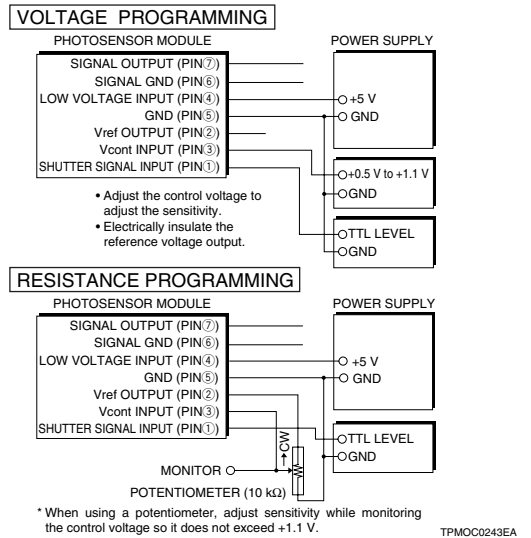 VOLTAGE PROGRAMMING
PHOTOSENSOR MODULE
POWER SUPPLY
SIGNAL OUTPUT (PIN⑦)
SIGNAL GND (PIN⑥)
LOW VOLTAGE INPUT (PIN④)
+5 V
GND (PIN⑤)
GND
Vref OUTPUT (PIN②)
Vcont INPUT (PIN③)
+0.5 V to +1.1 V
SHUTTER SIGNAL INPUT (PIN①)
GND
• Adjust the control voltage to
adjust the sensitivity.
• Electrically insulate the
reference voltage output.
TTL LEVEL
GND
RESISTANCE PROGRAMMING
PHOTOSENSOR MODULE
POWER SUPPLY
SIGNAL OUTPUT (PIN⑦)
SIGNAL GND (PIN⑥)
LOW VOLTAGE INPUT (PIN④)
+5 V
GND (PIN⑤)
GND
Vref OUTPUT (PIN②)
Vcont INPUT (PIN③)
SHUTTER SIGNAL INPUT (PIN①)
TTL LEVEL
GND
CW
MONITOR
POTENTIOMETER (10 kΩ)
* When using a potentiometer, adjust sensitivity while monitoring
the control voltage so it does not exceed +1.1 V.
TPMOC0243EA